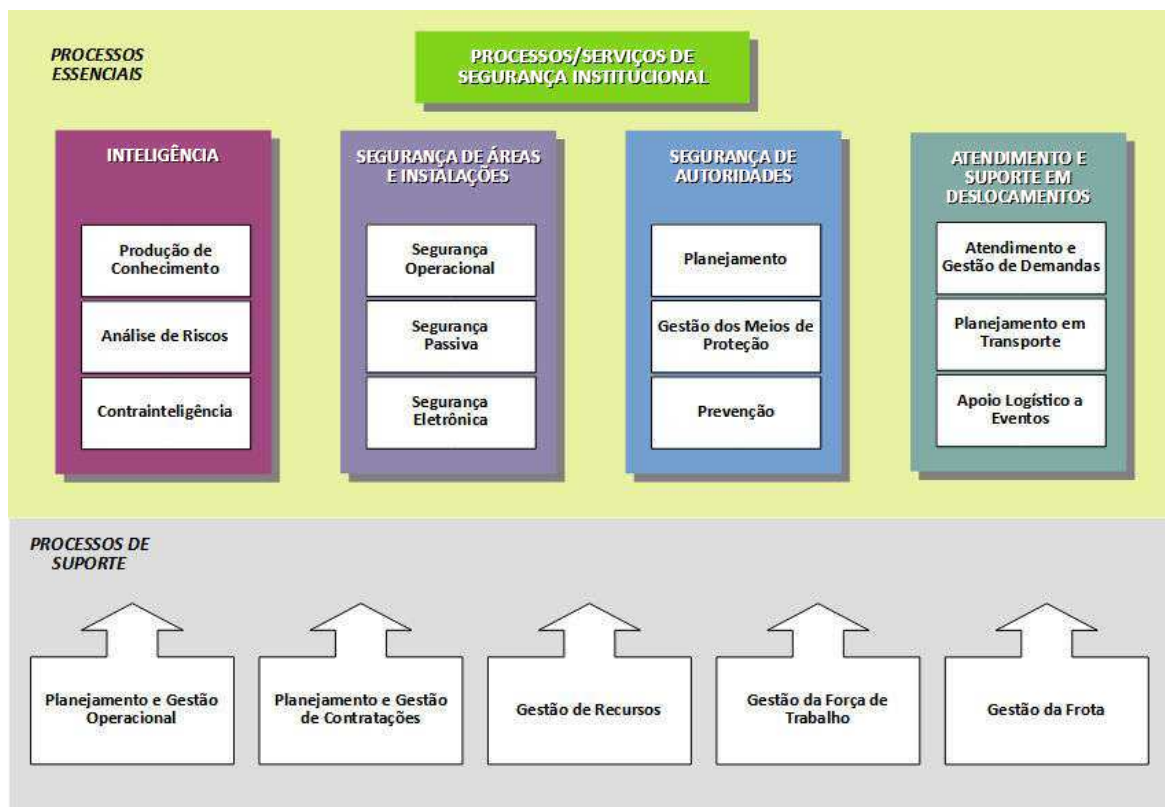 PROCESSOS
ESSENCIAIS
PROCESSOS/SERVIÇOS DE
SEGURANÇA INSTITUCIONAL
INTELIGÊNCIA
Produção de
Conhecimento
Análise de Riscos
Contrainteligência
SEGURANÇA DE ÁREAS
E INSTALAÇÕES
Segurança
Operacional
Segurança
Passiva
Segurança
Eletrônica
SEGURANÇA DE
AUTORIDADES
Planejamento
Gestão dos Meios de
Proteção
Prevenção
ATENDIMENTO E
SUPORTE EM
DESLOCAMENTOS
Atendimento e
Gestão de Demandas
Planejamento em
Transporte
Apoio Logístico a
Eventos
PROCESSOS DE
SUPORTE
Planejamento e Gestão
Operacional
Planejamento e Gestão
de Contratações
Gestão de Recursos
Gestão da Força de
Trabalho
Gestão da Frota